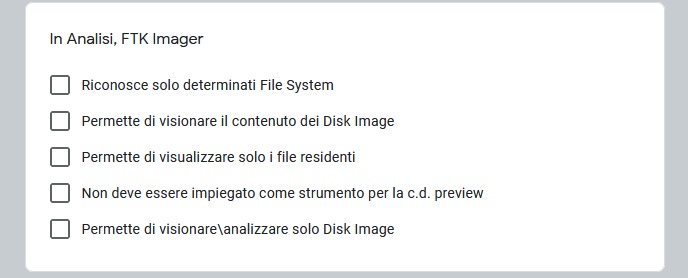 In Analisi, FTK Imager
Riconosce solo determinati File System
Permette di visionare il contenuto dei Disk Image
Permette di visualizzare solo i file residenti
Non deve essere impiegato come strumento per la c.d. preview
Permette di visionare\analizzare solo Disk Image